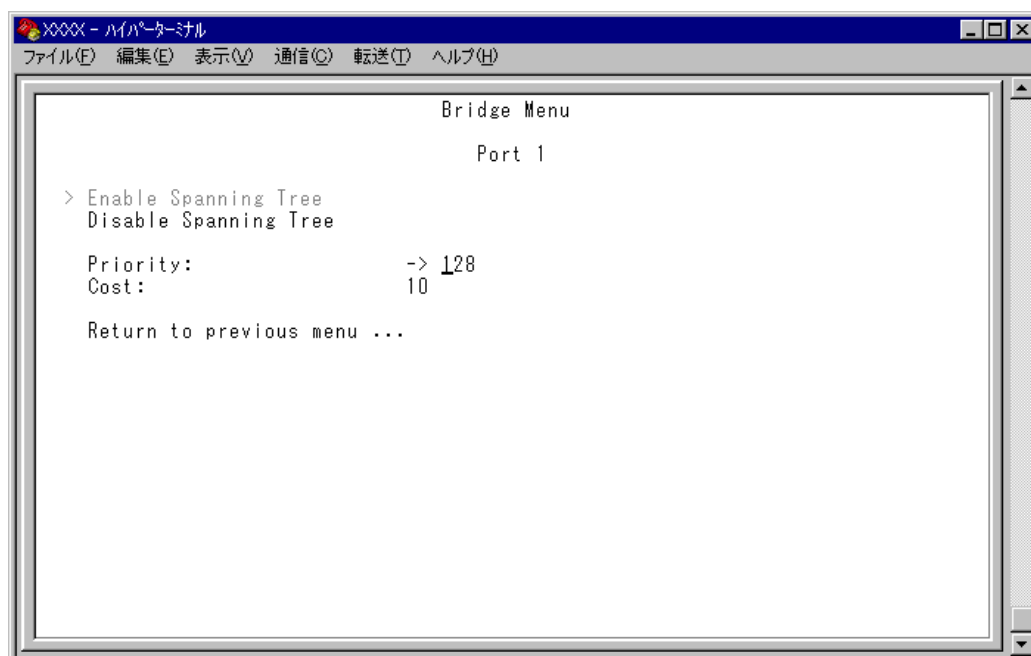 XXXX - ハイパーターミナル
ファイル(F) 編集(E) 表示(V) 通信(C) 転送(T) ヘルプ(H)
Bridge Menu
Port 1
> Enable Spanning Tree
Disable Spanning Tree
Priority: -> 128
Cost: 10
Return to previous menu ...